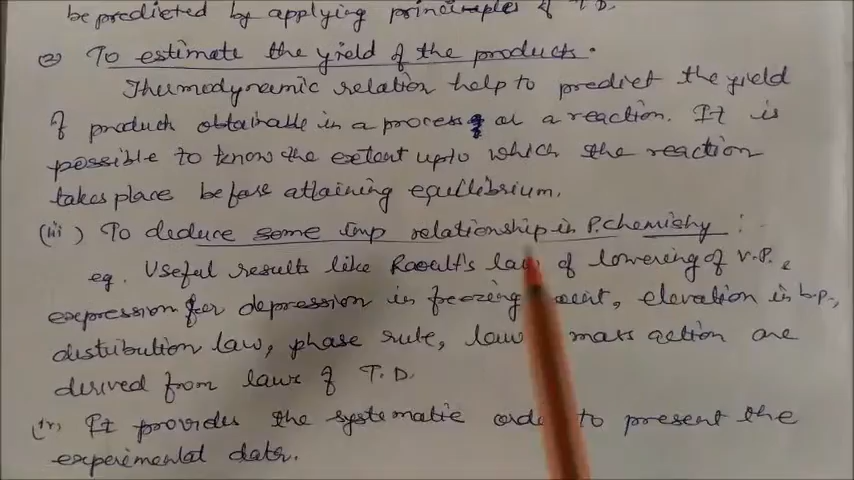 be predicted by applying principles of T.D.
(2) To estimate the yield of the products.
Thermodynamic relation help to predict the yield
of product obtainable in a process or a reaction. It is
possible to know the extent upto which the reaction
takes place before attaining equilibrium.
(iii) To deduce some imp relationship in P. chemistry :
eg. Useful results like Raoult's law of lowering of V.P.,
expression for depression in freezing point, elevation in b.p.,
distribution law, phase rule, law mass action are
derived from laws of T.D.
(iv) It provides the systematic order to present the
experimental data.